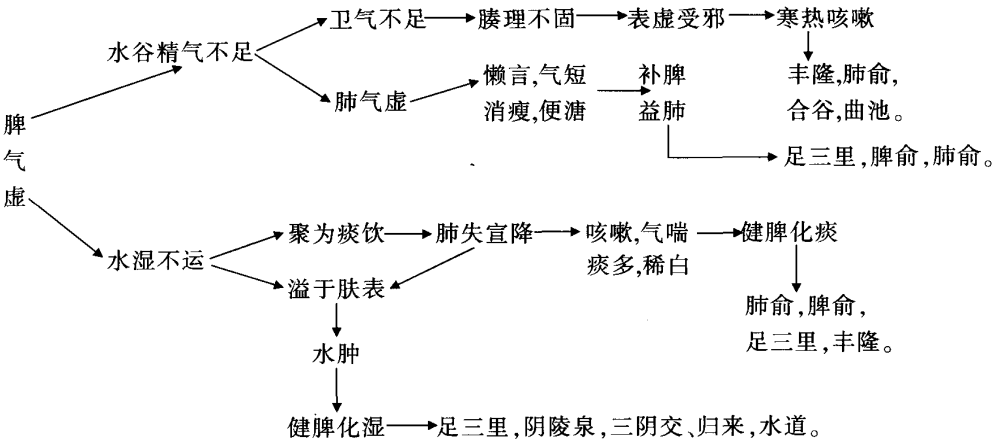 卫气不足 腠理不固 表虚受邪 寒热咳嗽
水谷精气不足
懒言,气短 补脾 丰隆,肺俞,
肺气虚
消瘦,便溏 益肺 合谷,曲池。
脾
气
虚
足三里,脾俞,肺俞。
聚为痰饮 肺失宣降 咳嗽,气喘 健脾化痰
水湿不运
痰多,稀白
溢于肤表
肺俞,脾俞,
足三里,丰隆。
水肿
健脾化湿 足三里,阴陵泉,三阴交、归来,水道。